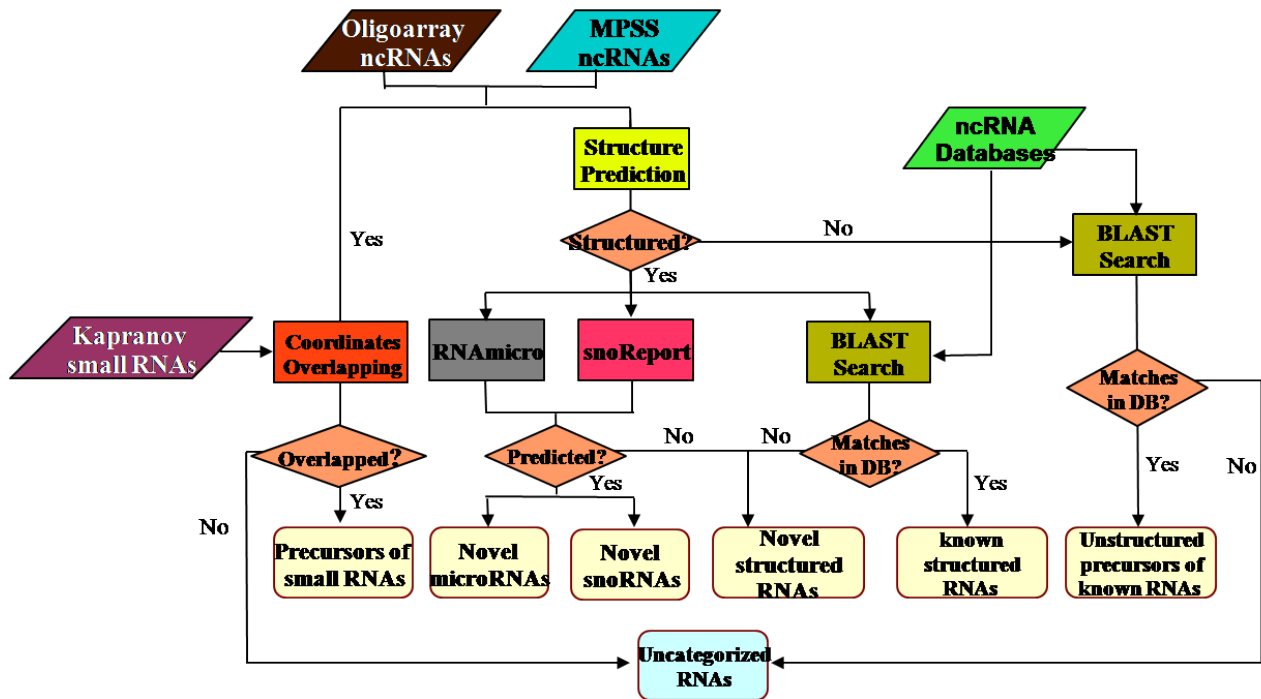 Oligoarray
ncRNAs
MPSS
ncRNAs
Structure
Prediction
ncRNA
Databases
Yes
Structured?
No
BLAST
Search
Yes
Kapranov
small RNAs
Coordinates
Overlapping
RNAmicro
snoReport
BLAST
Search
Matches
in DB?
Overlapped?
Predicted?
No
No
Matches
in DB?
No
Yes
Yes
Yes
Yes
No
Precursors of
small RNAs
Novel
microRNAs
Novel
snoRNAs
Novel
structured
RNAs
known
structured
RNAs
Unstructured
precursors of
known RNAs
Uncategorized
RNAs